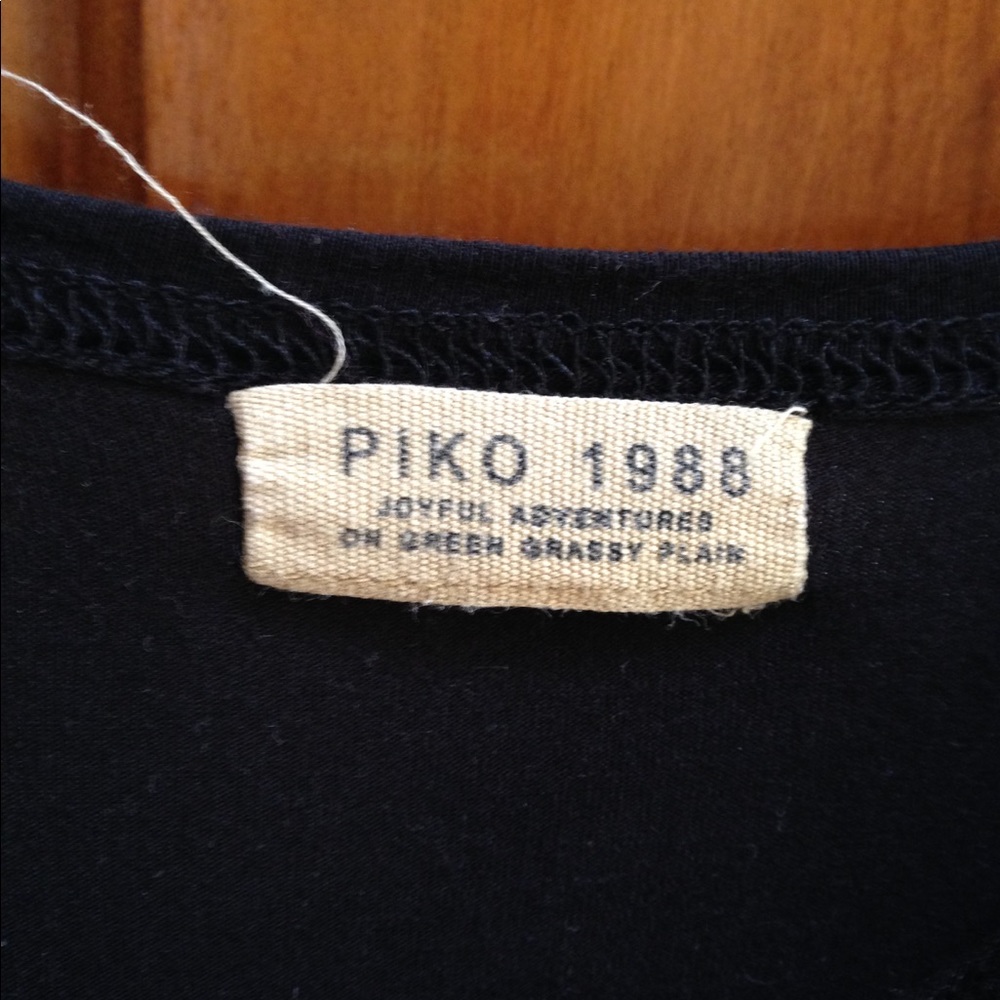 PIKO 1988
JOYFUL ADVENTURES
ON GREEN GRASSY PLAIN